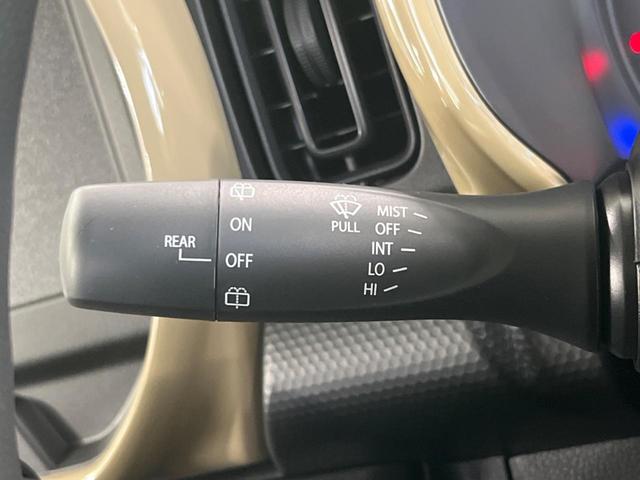 REAR
ON
OFF
PULL
MIST
OFF
INT
LO
HI